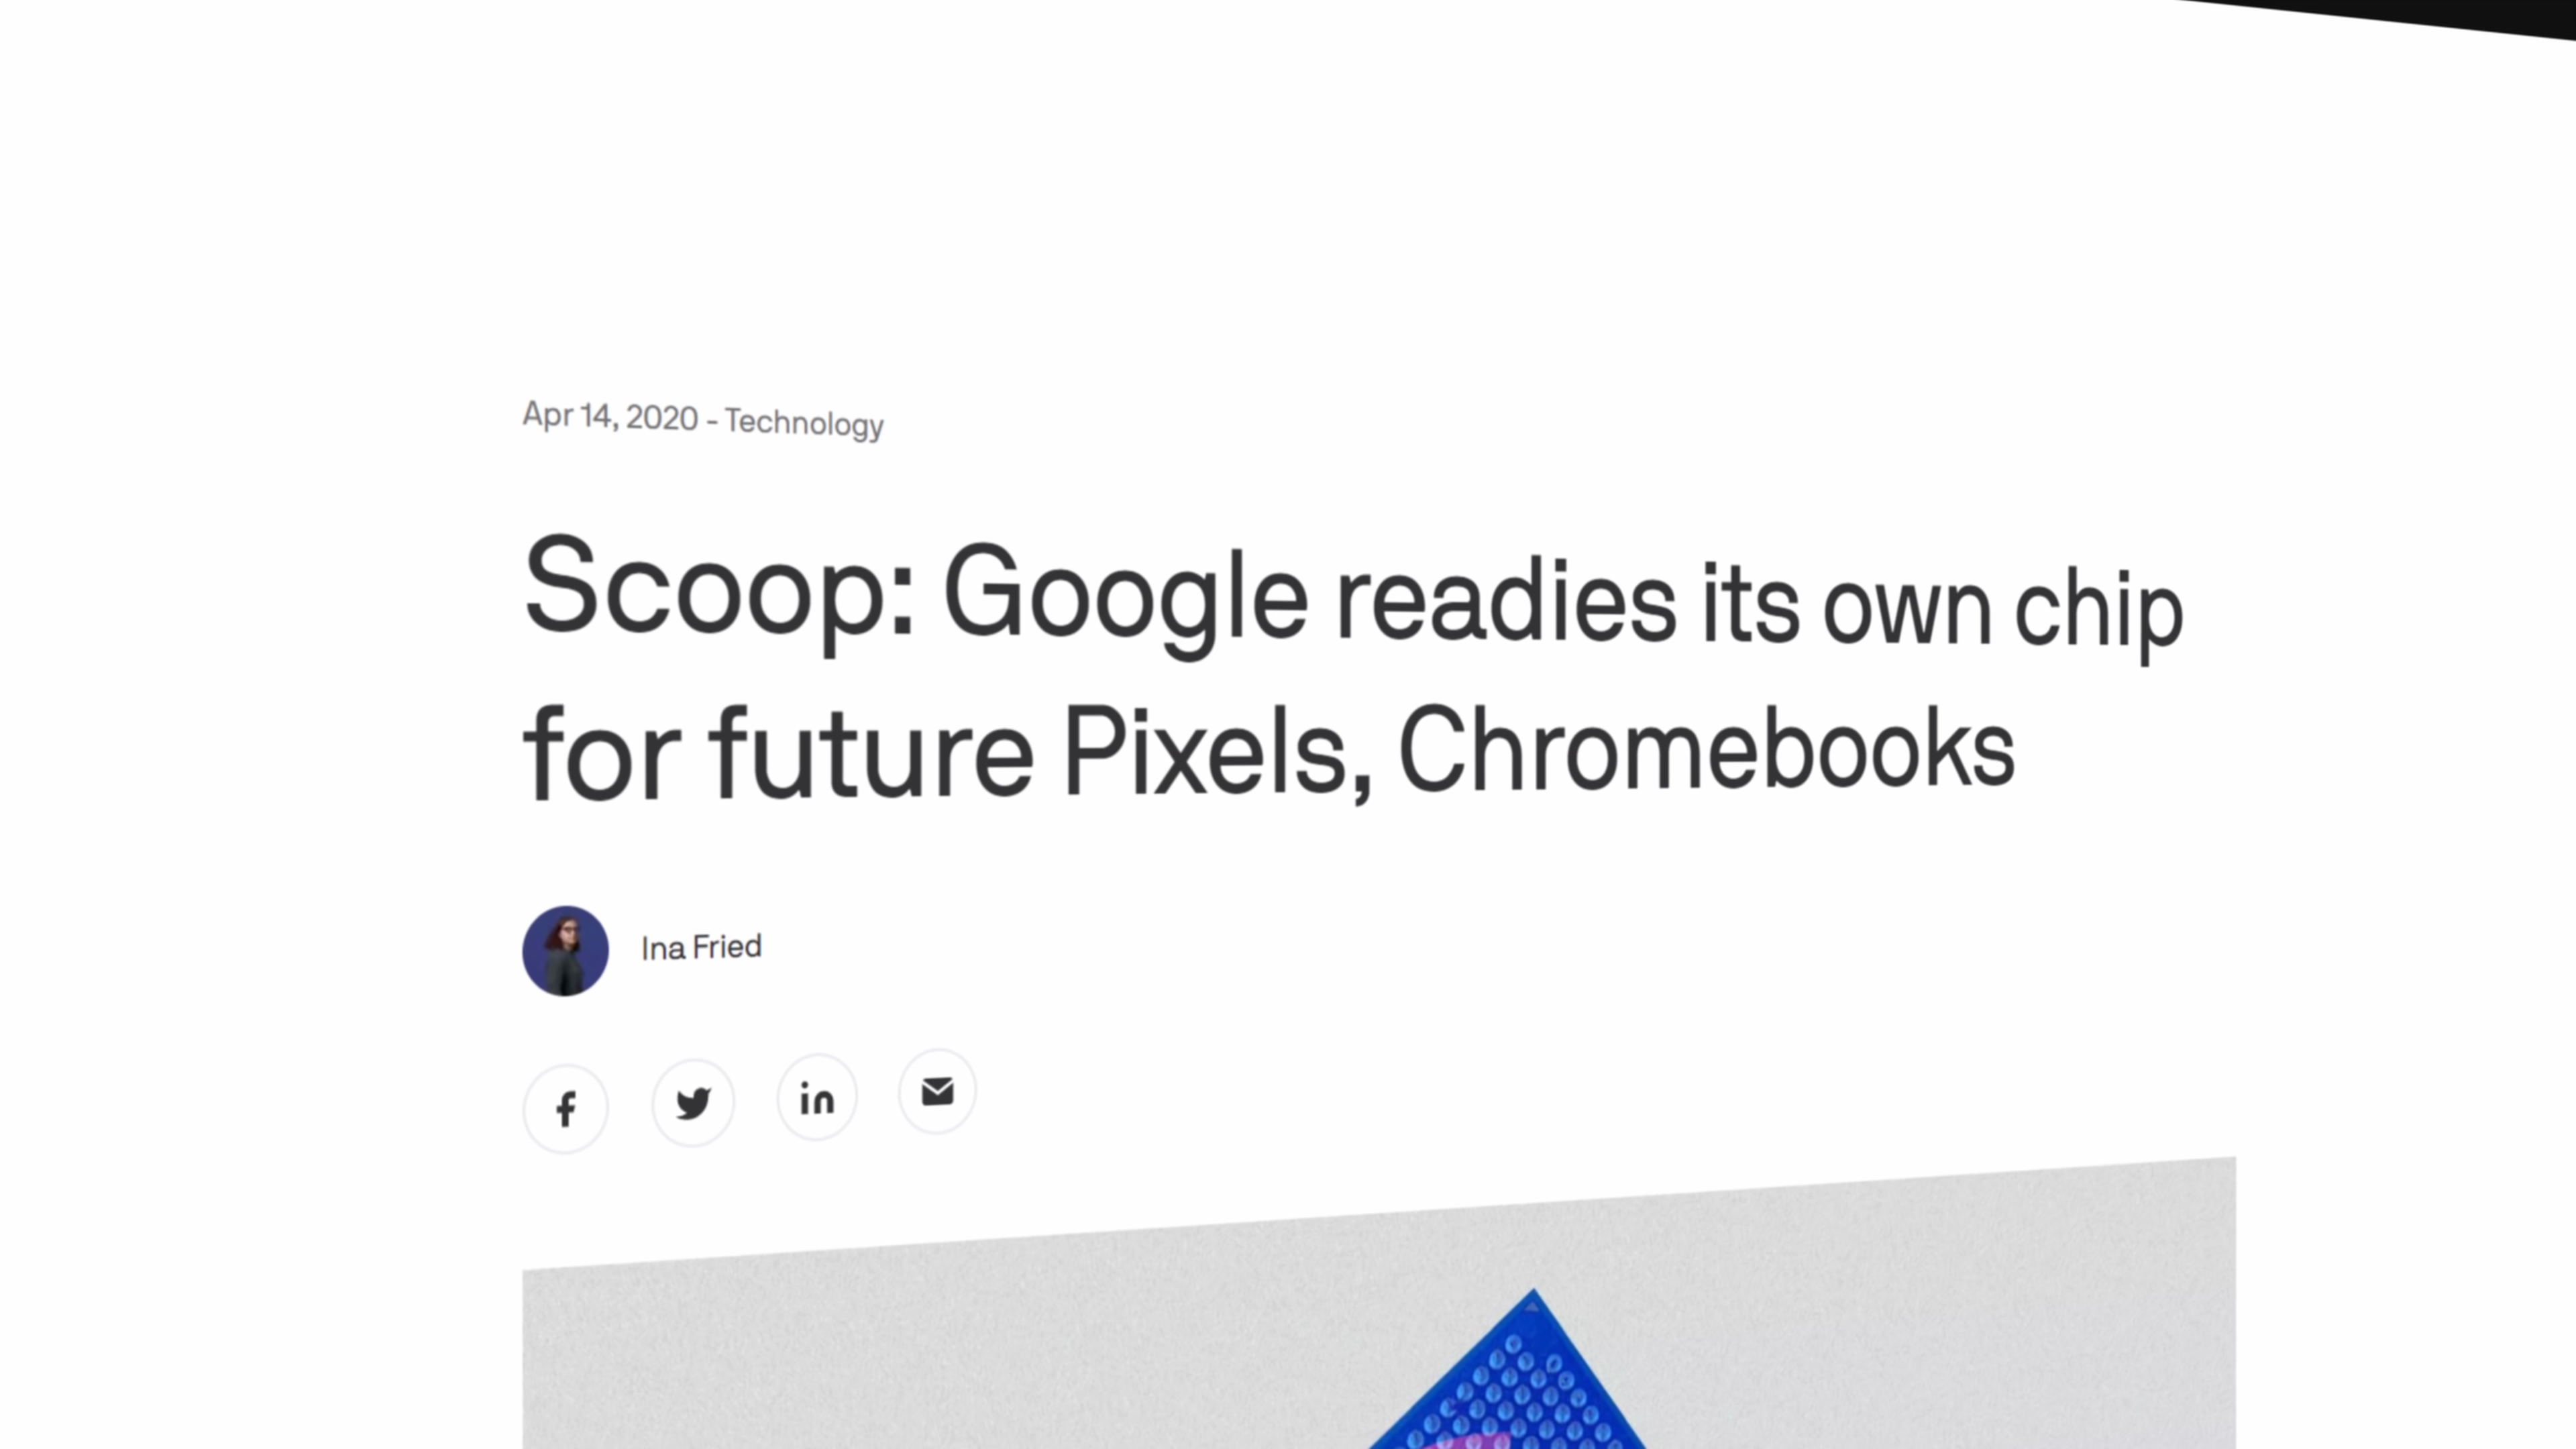 Apr 14, 2020 - Technology
Scoop: Google readies its own chip
for future Pixels, Chromebooks
Ina Fried